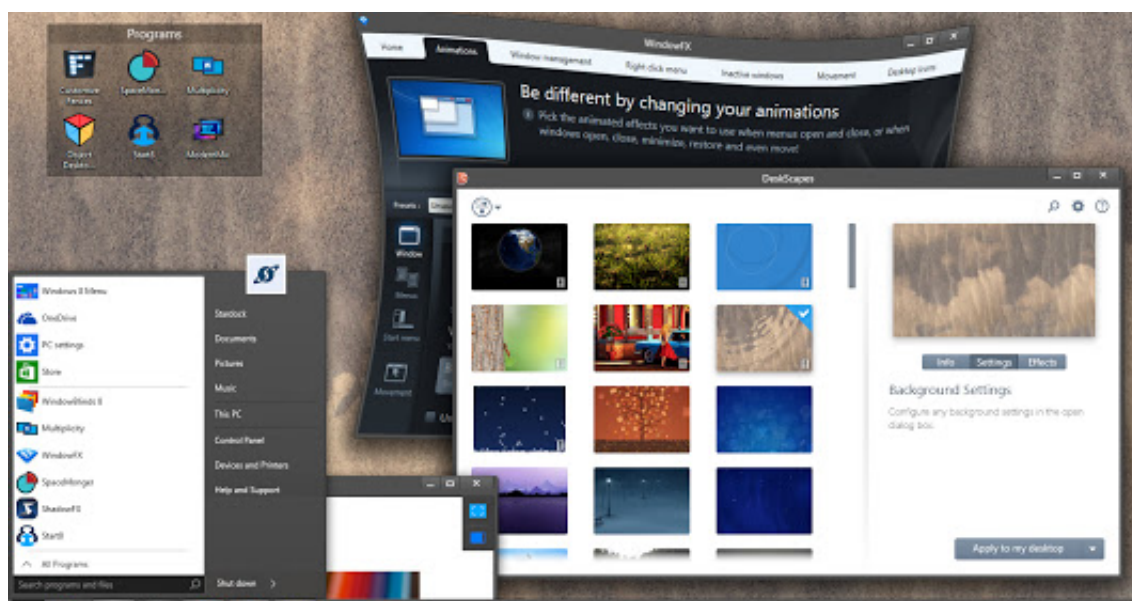 Programs
Customize
Fences
SpaceMon...
Multiplicity
Object
Deskto...
Start8
ModernMix
WindowFX
Home
Animations
Window management
Right click menu
Inactive windows
Movement
Desktop icons
Be different by changing your animations
Pick the animated effects you want to use when menus open and close, or when
windows open, close, minimize, restore and even move!
Presets :
Window
Menus
Start menu
Movement
DeskScapes
Info
Settings
Effects
Background Settings
Configure any background settings in the open
dialog box.
Apply to my desktop
Windows 8 Menu
OneDrive
PC settings
Store
WindowBlinds 8
Multiplicity
WindowFX
SpaceMonger
ShadowFX
Start8
All Programs
Search programs and files
Stardock
Documents
Pictures
Music
This PC
Control Panel
Devices and Printers
Help and Support
Shut down